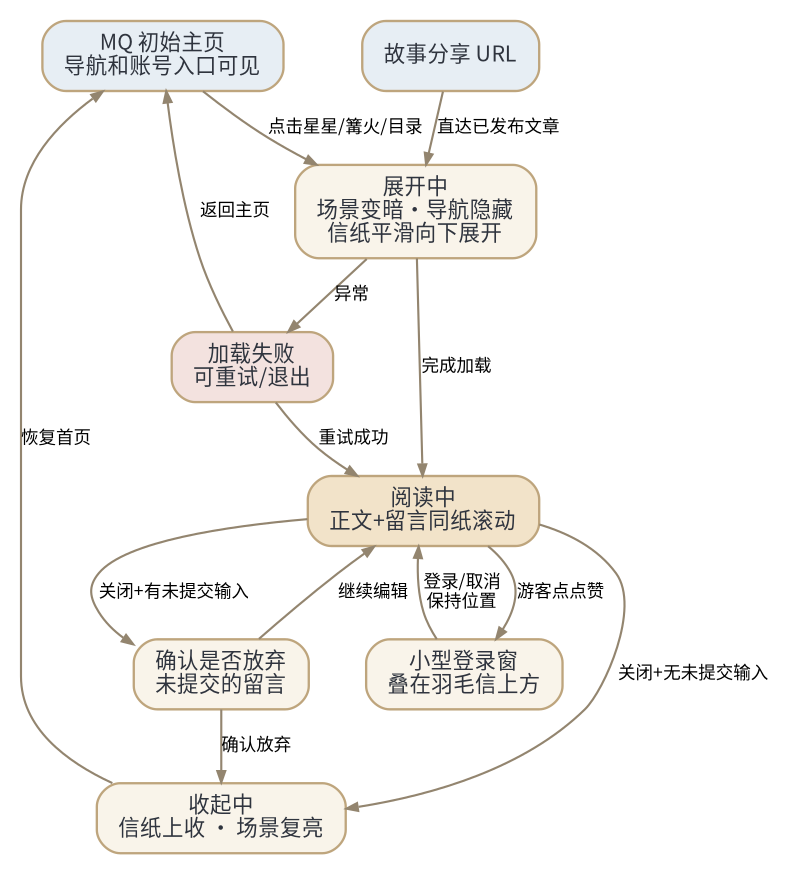 MQ 初始主页
导航和账号入口可见
故事分享 URL
点击星星/篝火/目录
直达已发布文章
展开中
场景变暗・导航隐藏
信纸平滑向下展开
返回主页
异常
加载失败
可重试/退出
完成加载
恢复首页
重试成功
阅读中
正文+留言同纸滚动
关闭+有未提交输入
继续编辑
登录/取消
保持位置
游客点点赞
确认是否放弃
未提交的留言
小型登录窗
叠在羽毛信上方
关闭+无未提交输入
确认放弃
收起中
信纸上收 ・ 场景复亮